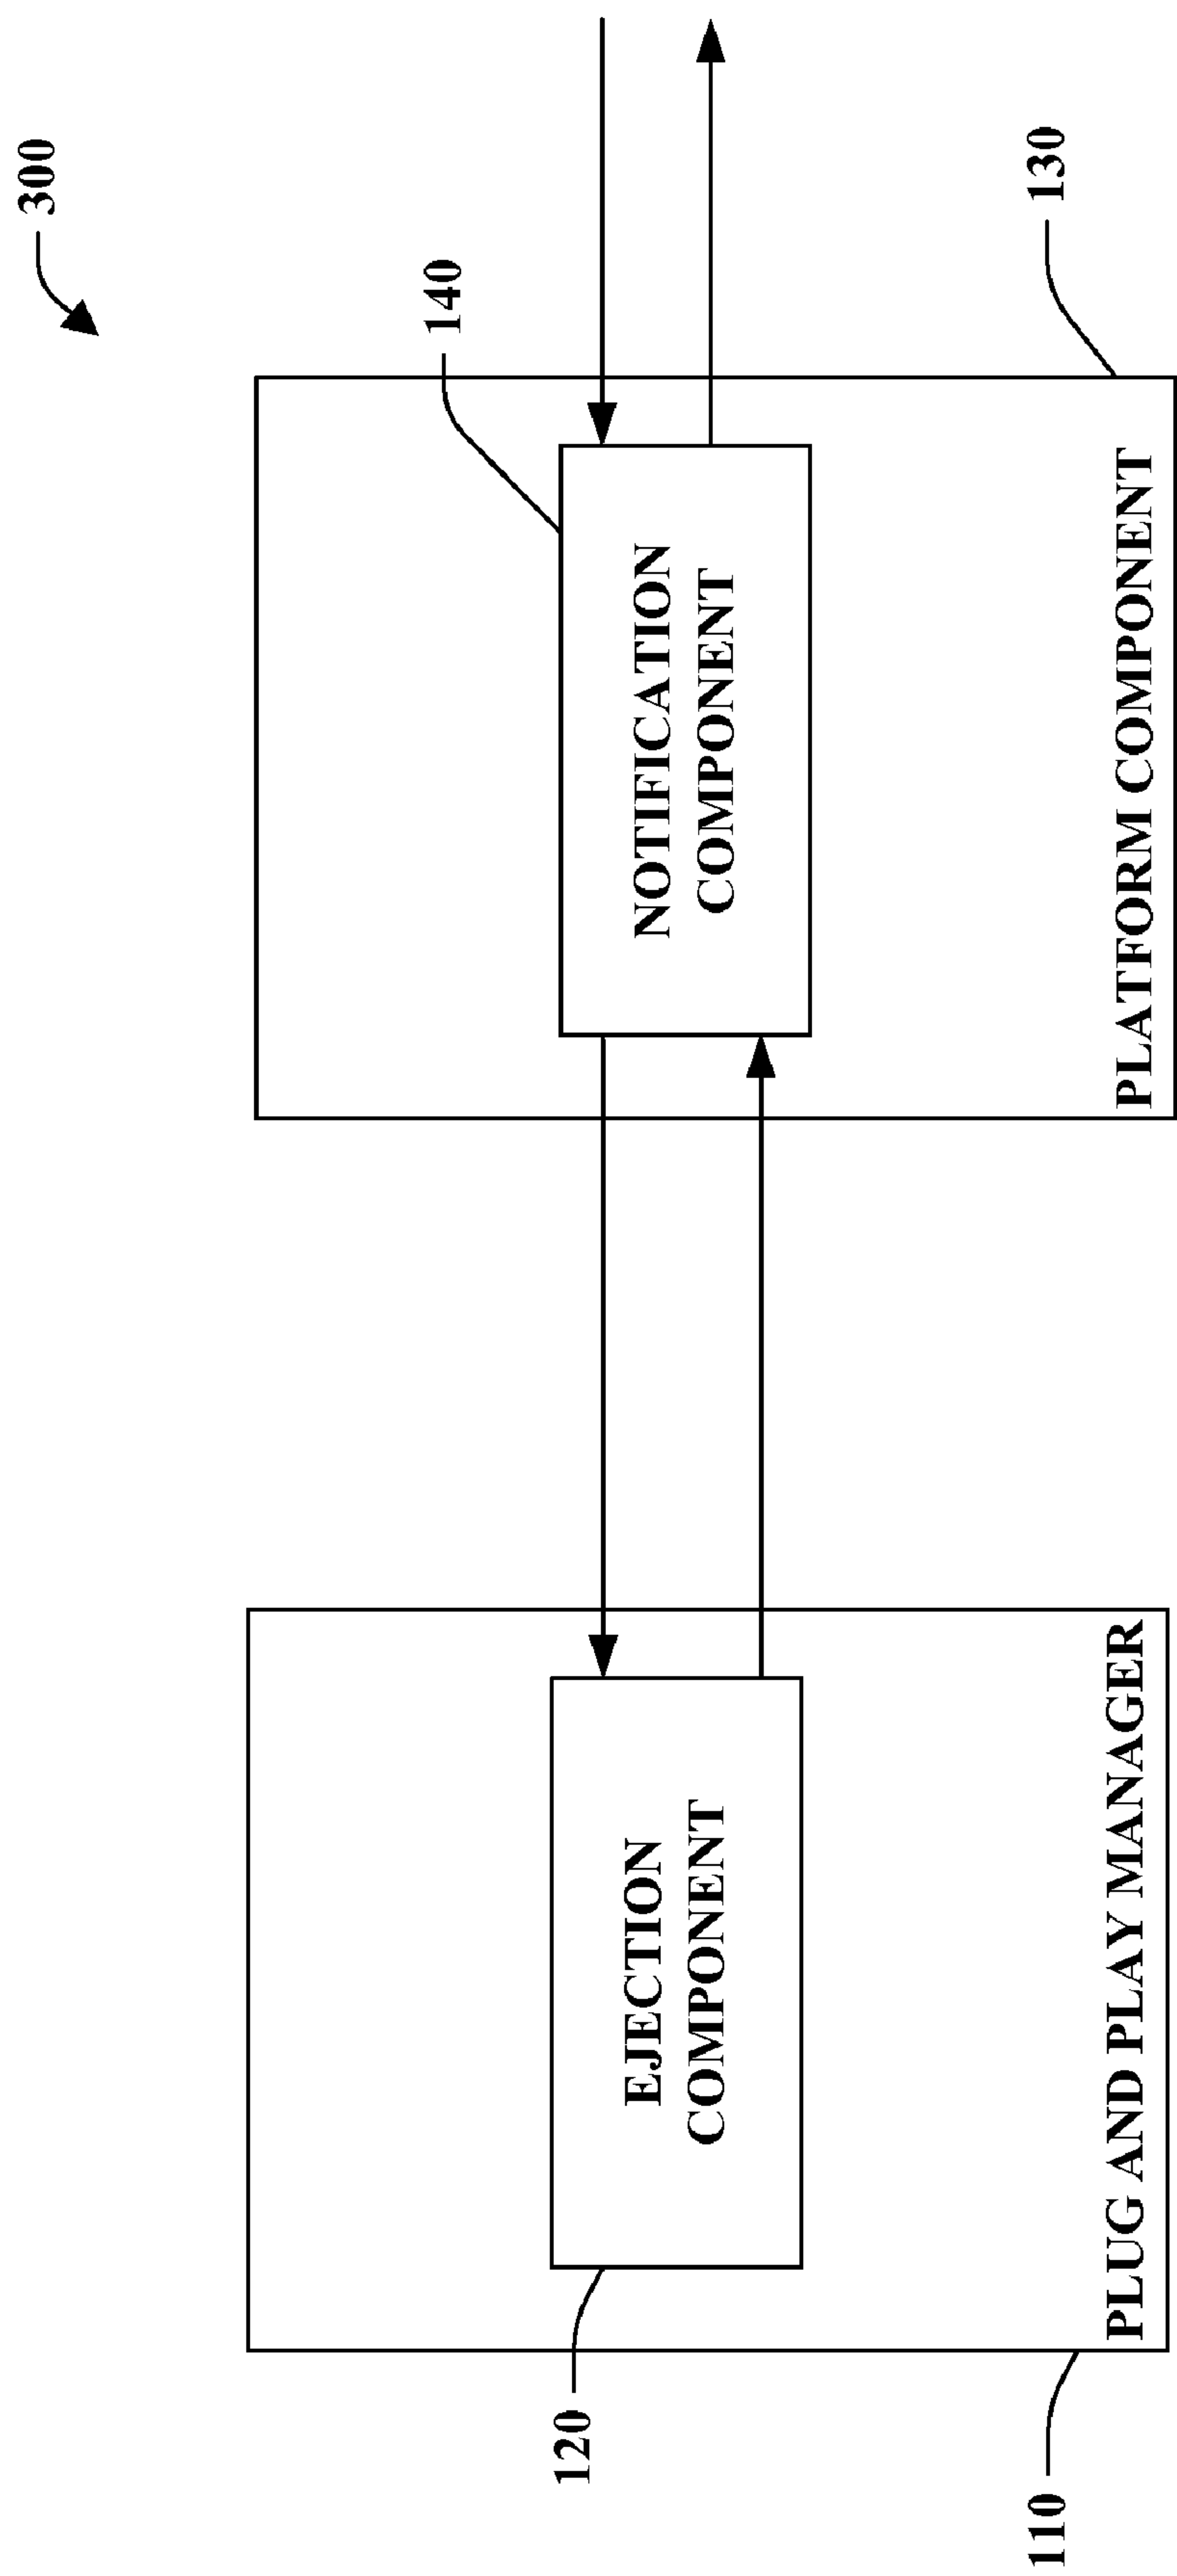 300
140
130
NOTIFICATION
COMPONENT
PLATFORM COMPONENT
EJECTION
COMPONENT
PLUG AND PLAY MANAGER
120
110